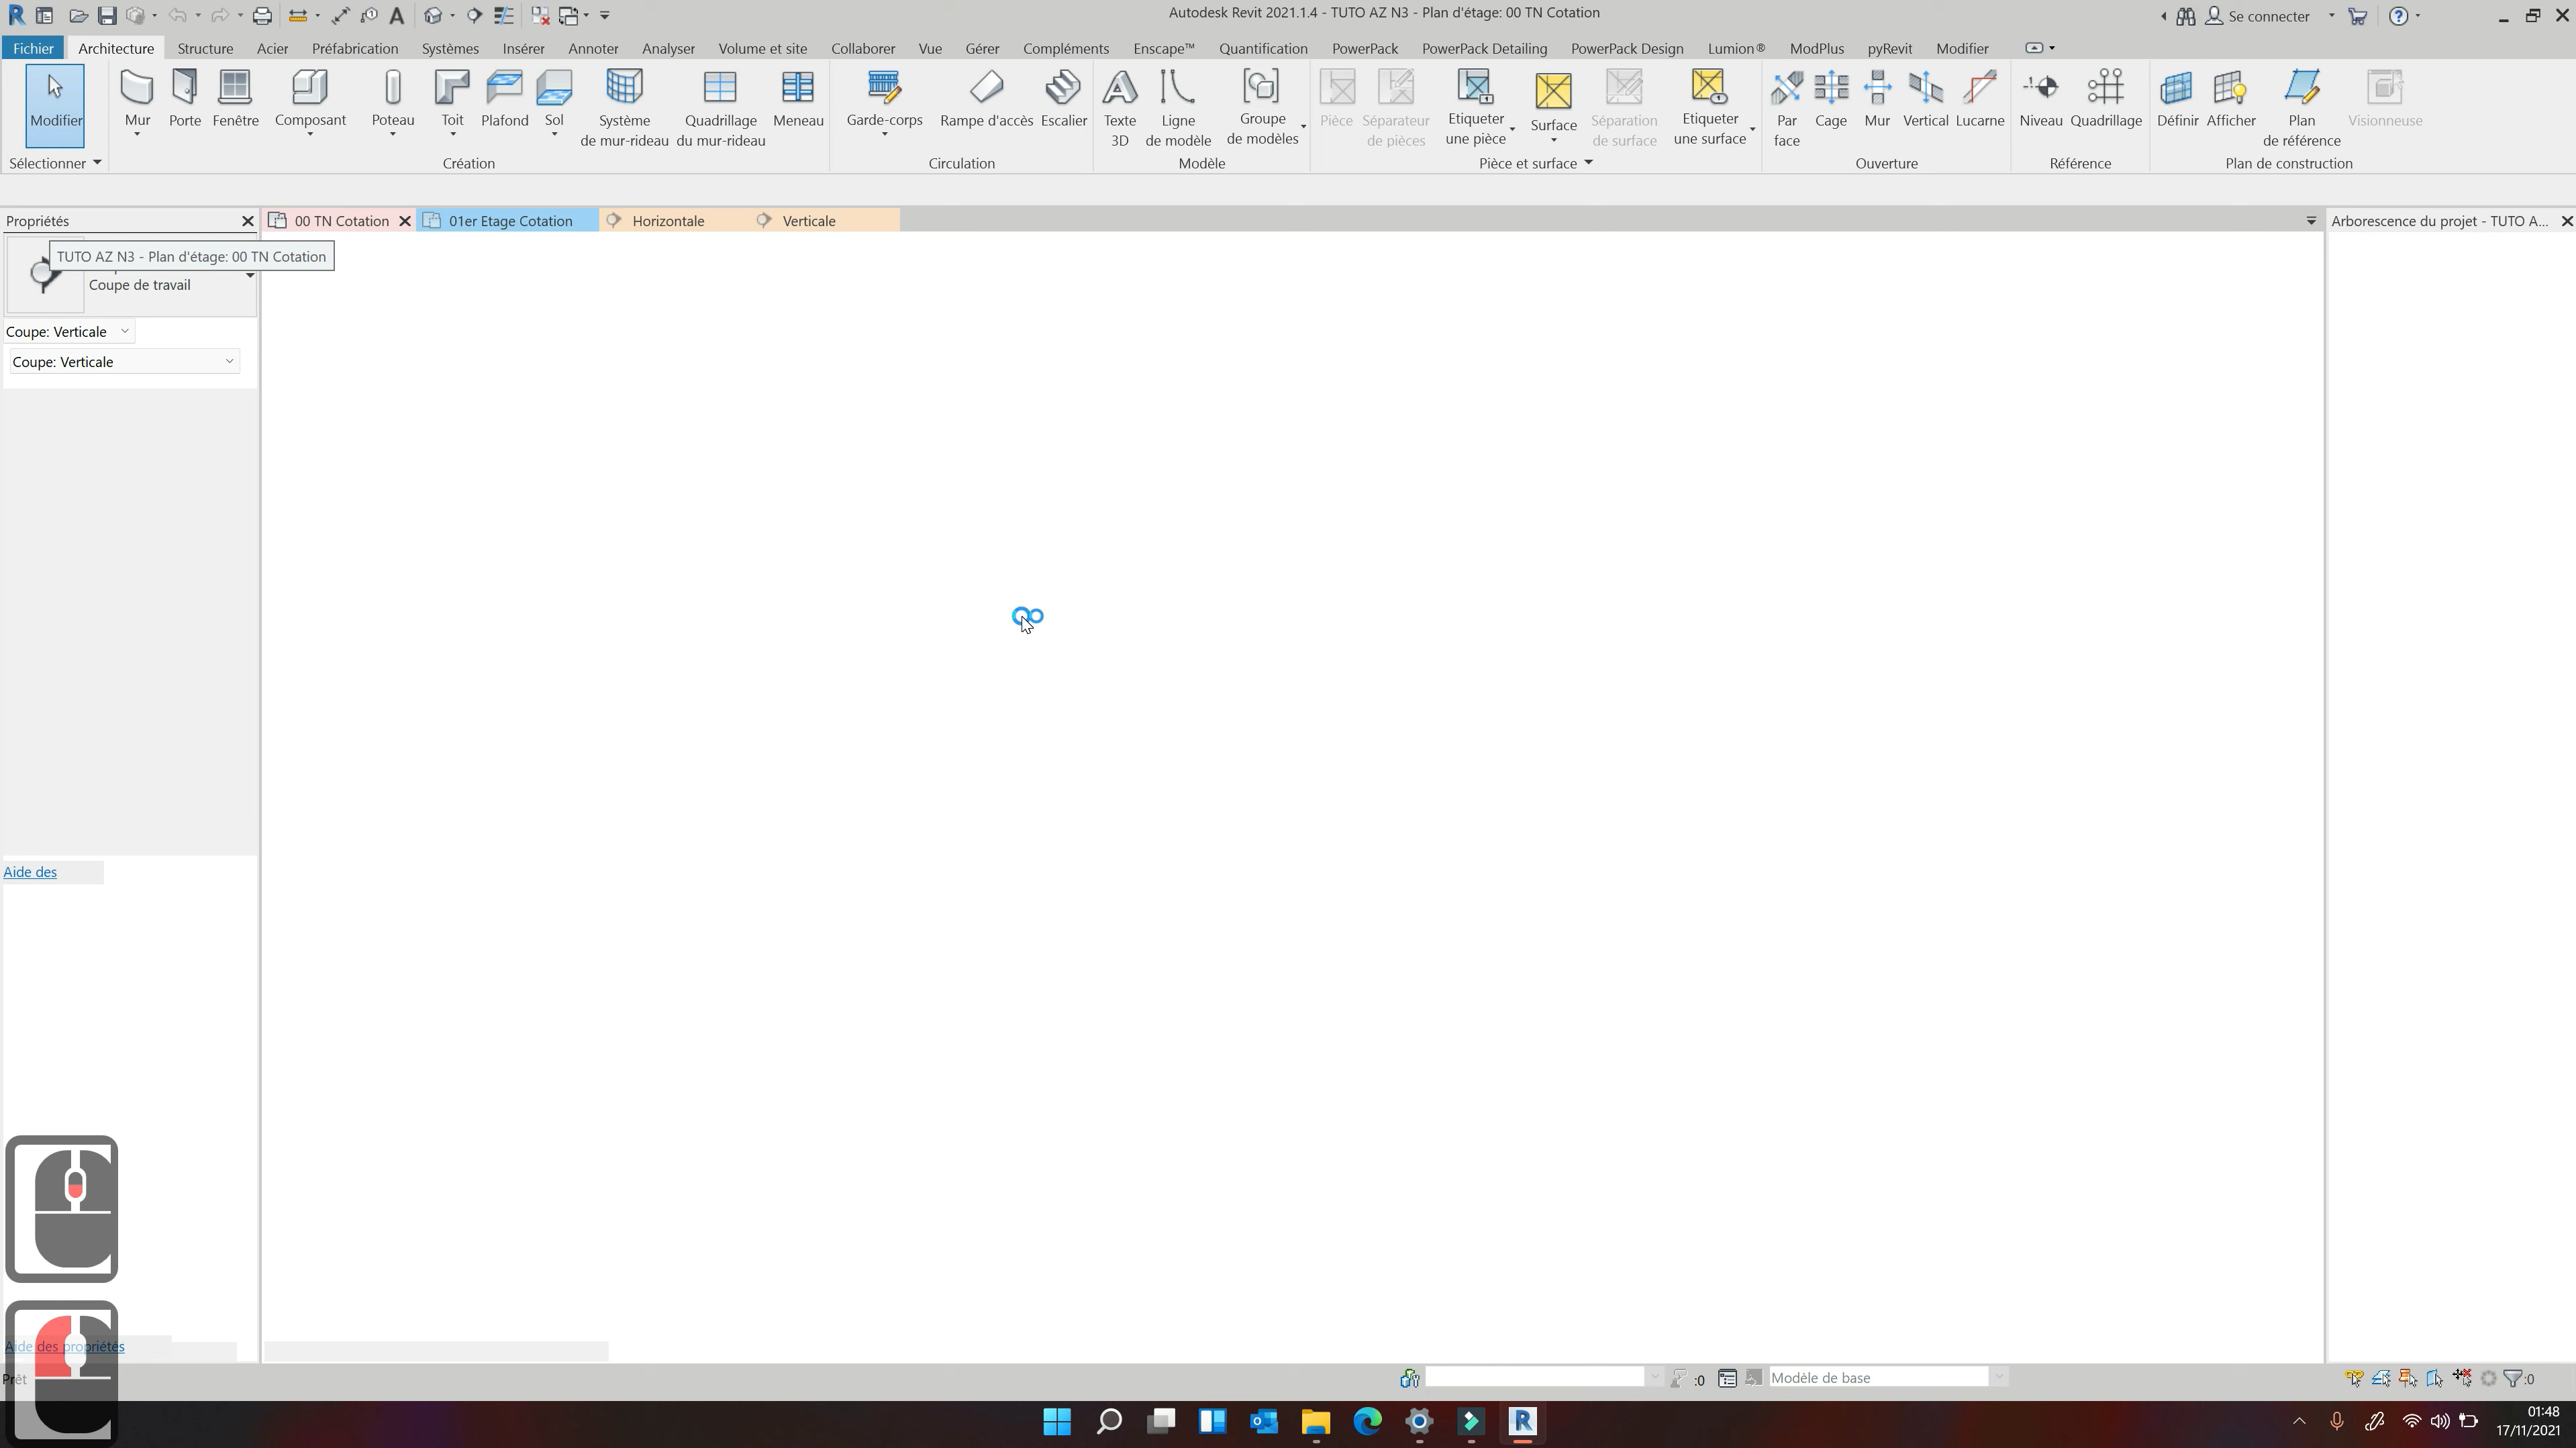 Autodesk Revit 2021.1.4 - TUTO AZ N3 - Plan d'étage: 00 TN Cotation
Se connecter
Fichier Architecture Structure Acier Préfabrication Systèmes Insérer Annoter Analyser Volume et site Collaborer Vue Gérer Compléments Enscape™ Quantification PowerPack PowerPack Detailing PowerPack Design Lumion® ModPlus pyRevit Modifier
Modifier Mur Porte Fenêtre Composant Poteau Toit Plafond Sol Système Quadrillage Meneau Garde-corps Rampe d'accès Escalier Texte Ligne Groupe Pièce Séparateur Etiqueter Surface Séparation Etiqueter Par Cage Mur Vertical Lucarne Niveau Quadrillage Définir Afficher Plan Visionneuse
de mur-rideau du mur-rideau 3D de modèle de modèles de pièces une pièce de surface une surface face de référence
Sélectionner Création Circulation Modèle Pièce et surface Ouverture Référence Plan de construction
Propriétés 00 TN Cotation 01er Etage Cotation Horizontale Verticale Arborescence du projet - TUTO A...
TUTO AZ N3 - Plan d'étage: 00 TN Cotation
Coupe de travail
Coupe: Verticale
Coupe: Verticale
Aide des
Aide des propriétés
Prêt :0 Modèle de base :0
01:48
17/11/2021